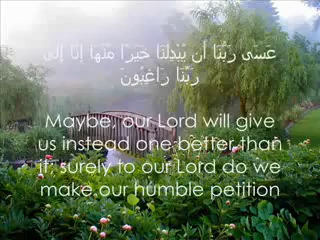 عَسَى رَبُّنَا أَن يُبْدِلَنَا خَيْرًا مِّنْهَا إِنَّا إِلَى
رَبِّنَا رَاغِبُونَ
Maybe, our Lord will give
us instead one better than
it; surely to our Lord do we
make our humble petition